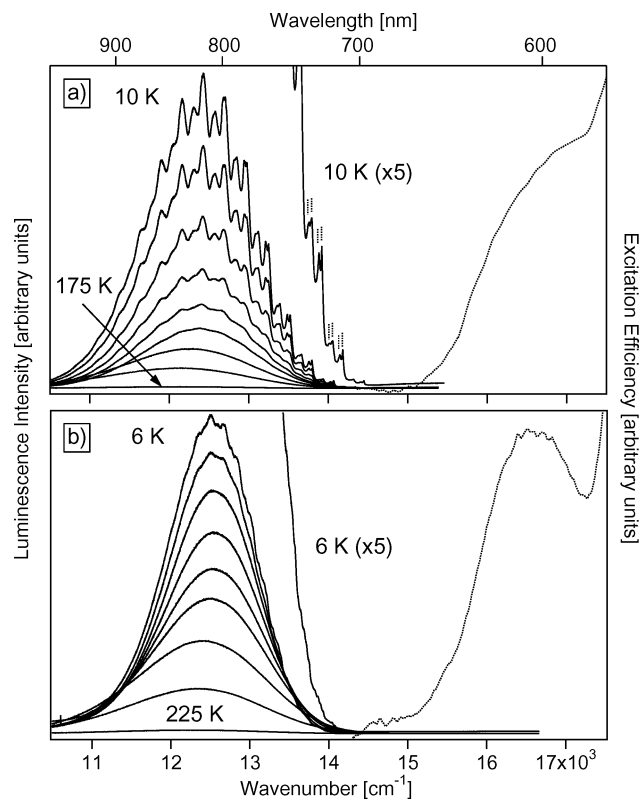 Wavelength [nm]
900 800 700 600
a)
10 K
10 K (x5)
175 K
b)
6 K
6 K (x5)
225 K
11 12 13 14 15 16 17x10³
Wavenumber [cm⁻¹]
Luminescence Intensity [arbitrary units]
Excitation Efficiency [arbitrary units]